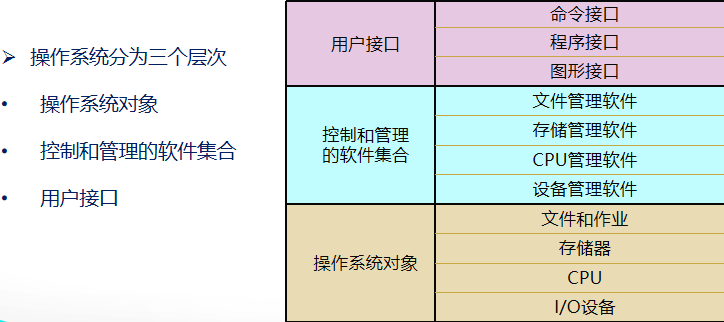 ➢ 操作系统分为三个层次
• 操作系统对象
• 控制和管理的软件集合
• 用户接口
用户接口
命令接口
程序接口
图形接口
控制和管理
的软件集合
文件管理软件
存储管理软件
CPU管理软件
设备管理软件
操作系统对象
文件和作业
存储器
CPU
I/O设备